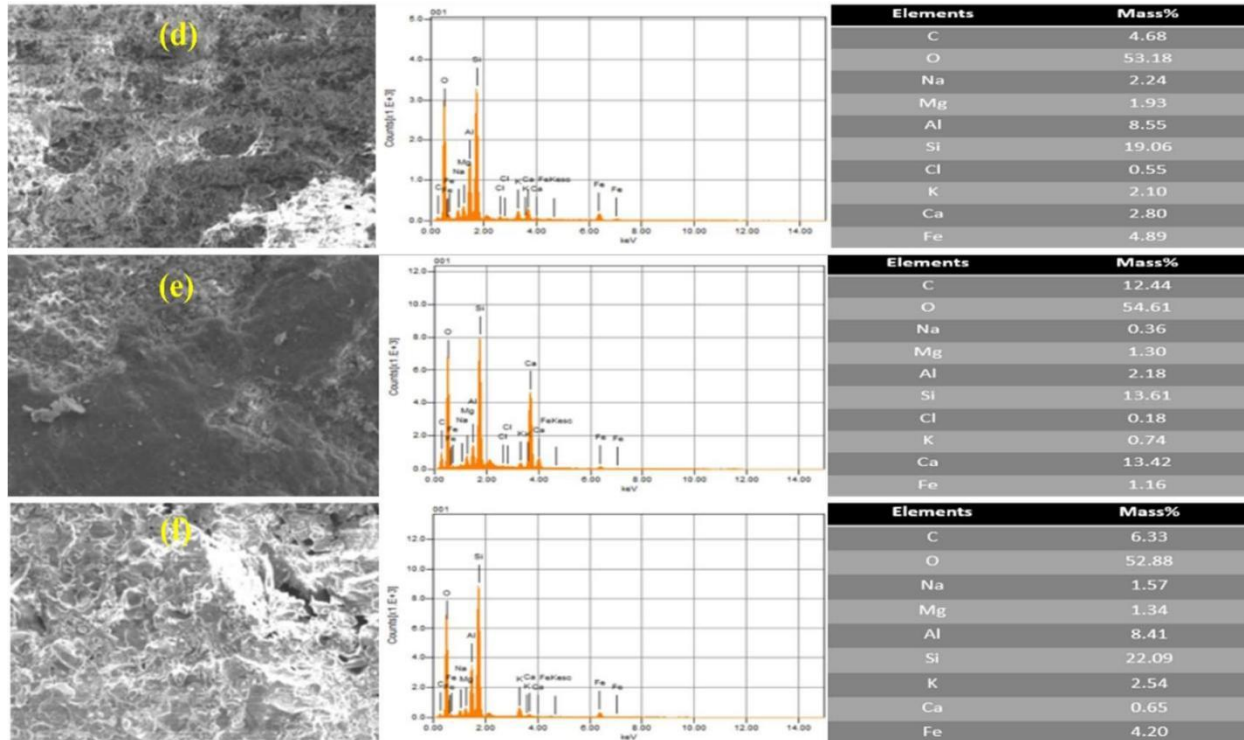 (d)
001
5.0
4.0
3.0
2.0
1.0
0.0
Counts[x1.E+3]
O
Si
Al
Mg
Na
Fe
C
Cl
Cl
K
Ca
K
Ca
FeKesc
Fe
Fe
0.00 2.00 4.00 6.00 8.00 10.00 12.00 14.00
keV
Elements Mass%
C 4.68
O 53.18
Na 2.24
Mg 1.93
Al 8.55
Si 19.06
Cl 0.55
K 2.10
Ca 2.80
Fe 4.89
(e)
001
12.0
10.0
8.0
6.0
4.0
2.0
0.0
Counts[x1.E+3]
O
Si
Ca
Al
Mg
Na
C
Fe
Fe
Cl
Cl
K
Ca
FeKesc
Fe
Fe
0.00 2.00 4.00 6.00 8.00 10.00 12.00 14.00
keV
Elements Mass%
C 12.44
O 54.61
Na 0.36
Mg 1.30
Al 2.18
Si 13.61
Cl 0.18
K 0.74
Ca 13.42
Fe 1.16
(f)
001
12.0
10.0
8.0
6.0
4.0
2.0
0.0
Counts[x1.E+3]
O
Si
Al
Na
Mg
Fe
C
K
Ca
K
Ca
FeKesc
Fe
Fe
0.00 2.00 4.00 6.00 8.00 10.00 12.00 14.00
keV
Elements Mass%
C 6.33
O 52.88
Na 1.57
Mg 1.34
Al 8.41
Si 22.09
K 2.54
Ca 0.65
Fe 4.20